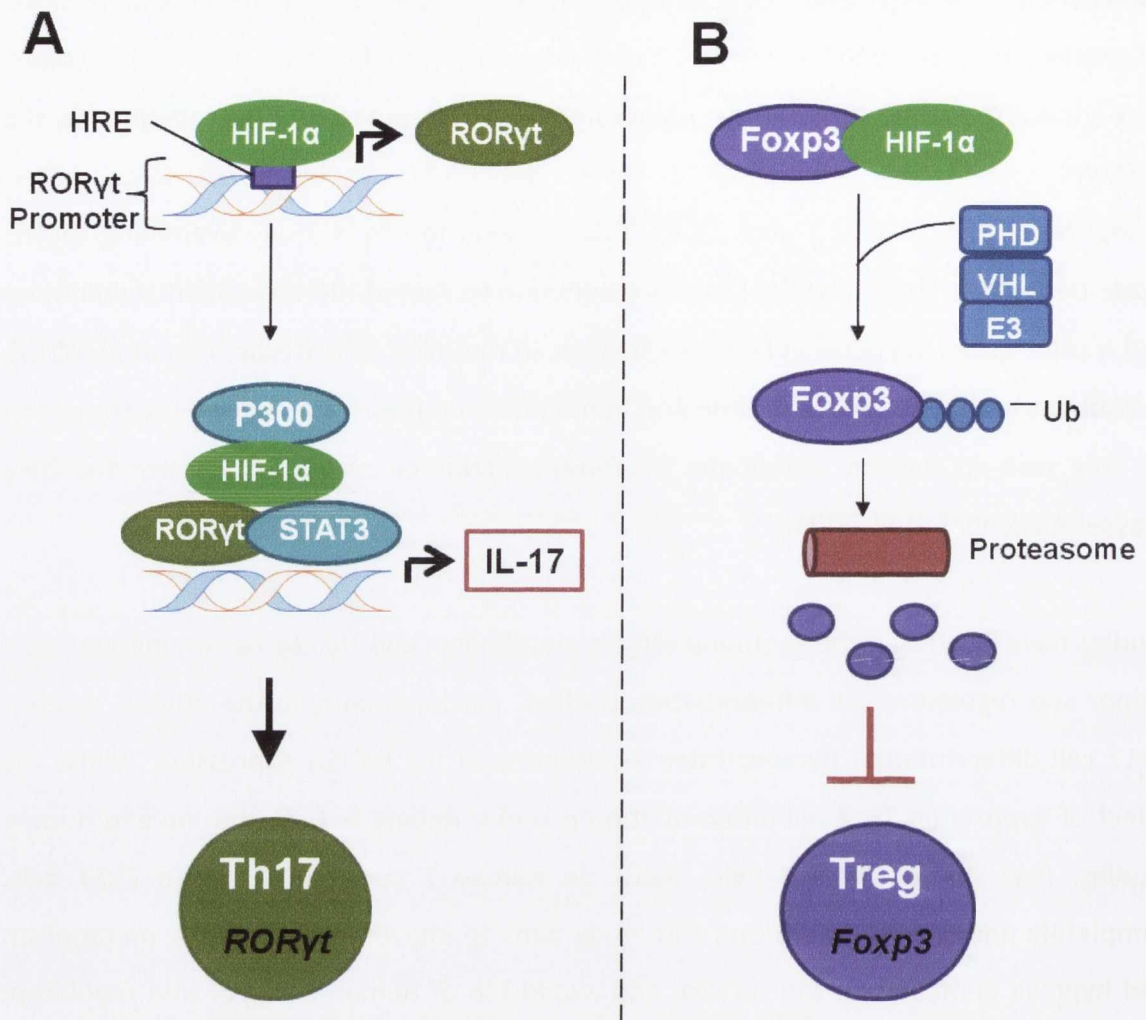 A
HRE
HIF-1α
RORγt
RORγt
Promoter
P300
HIF-1α
RORγt
STAT3
IL-17
Th17
RORγt
B
Foxp3
HIF-1α
PHD
VHL
E3
Foxp3
Ub
Proteasome
Treg
Foxp3